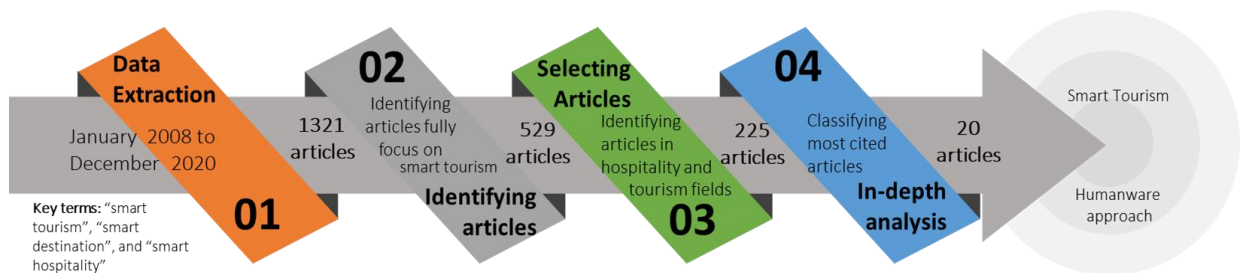 Data
Extraction
January 2008 to
December 2020
01
Key terms: “smart
tourism”, “smart
destination”, and “smart
hospitality”
1321
articles
02
Identifying
articles fully
focus on
smart tourism
Identifying
articles
529
articles
Selecting
Articles
Identifying
articles in
hospitality and
tourism fields
03
225
articles
04
Classifying
most cited
articles
In-depth
analysis
20
articles
Smart Tourism
Humanware
approach